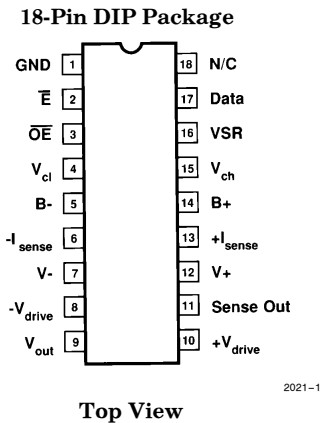 18-Pin DIP Package
GND 1 18 N/C
E̅ 2 17 Data
O̅E̅ 3 16 VSR
Vcl 4 15 Vch
B- 5 14 B+
-Isense 6 13 +Isense
V- 7 12 V+
-Vdrive 8 11 Sense Out
Vout 9 10 +Vdrive
2021-1
Top View